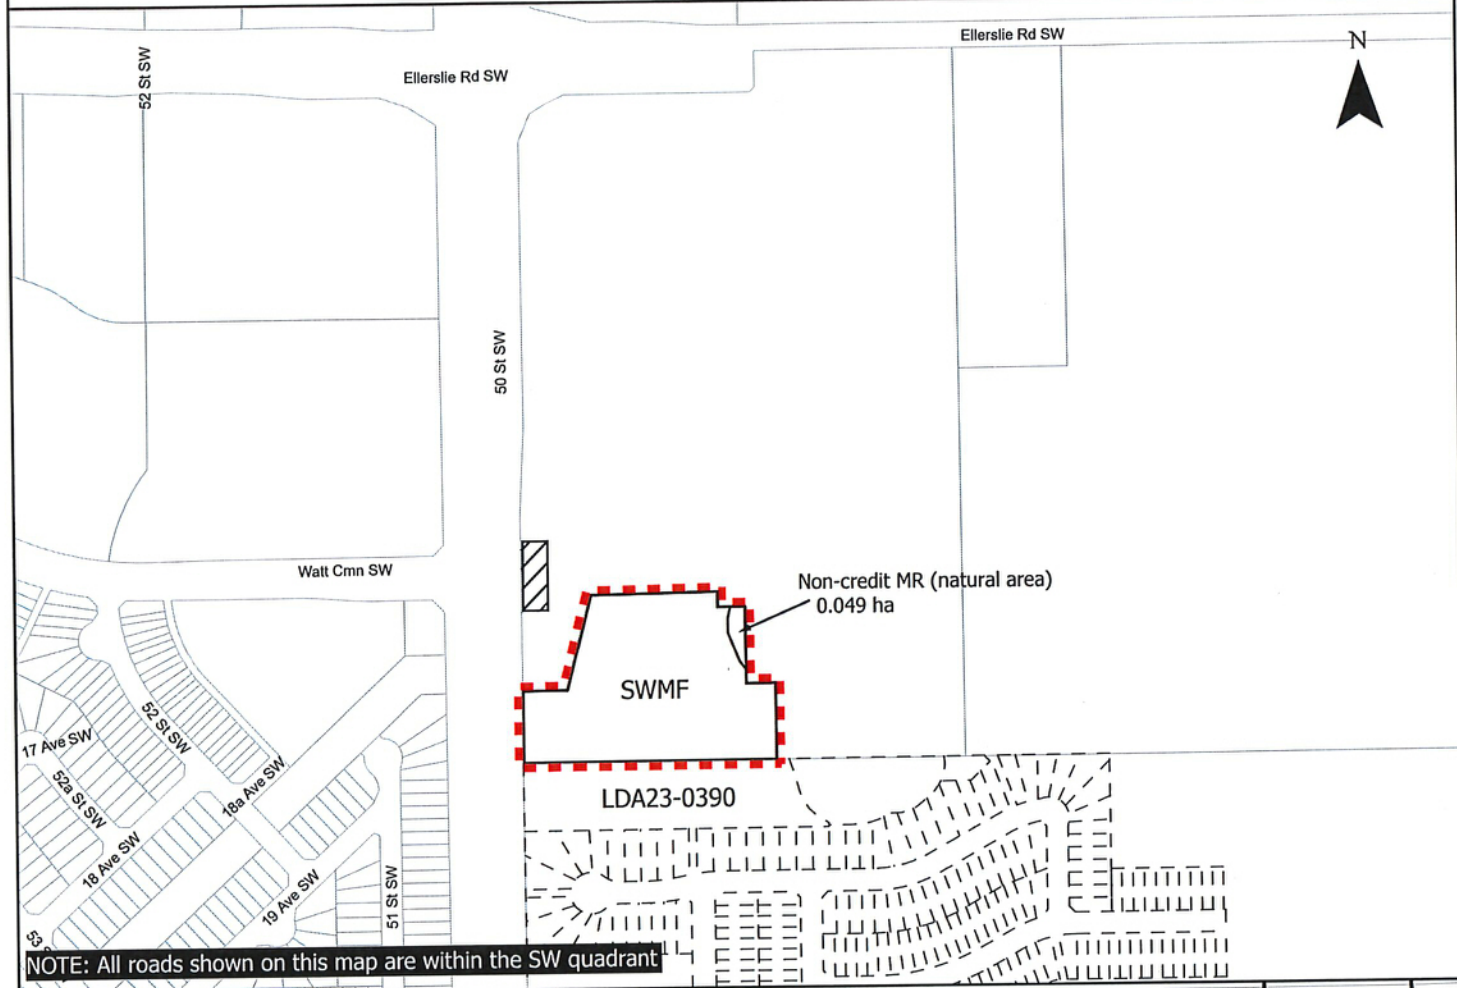 Ellerslie Rd SW
N
52 St SW
Ellerslie Rd SW
50 St SW
Watt Cmn SW
Non-credit MR (natural area)
0.049 ha
SWMF
52 St SW
17 Ave SW
52a St SW
18a Ave SW
LDA23-0390
18 Ave SW
19 Ave SW
51 St SW
53
NOTE: All roads shown on this map are within the SW quadrant